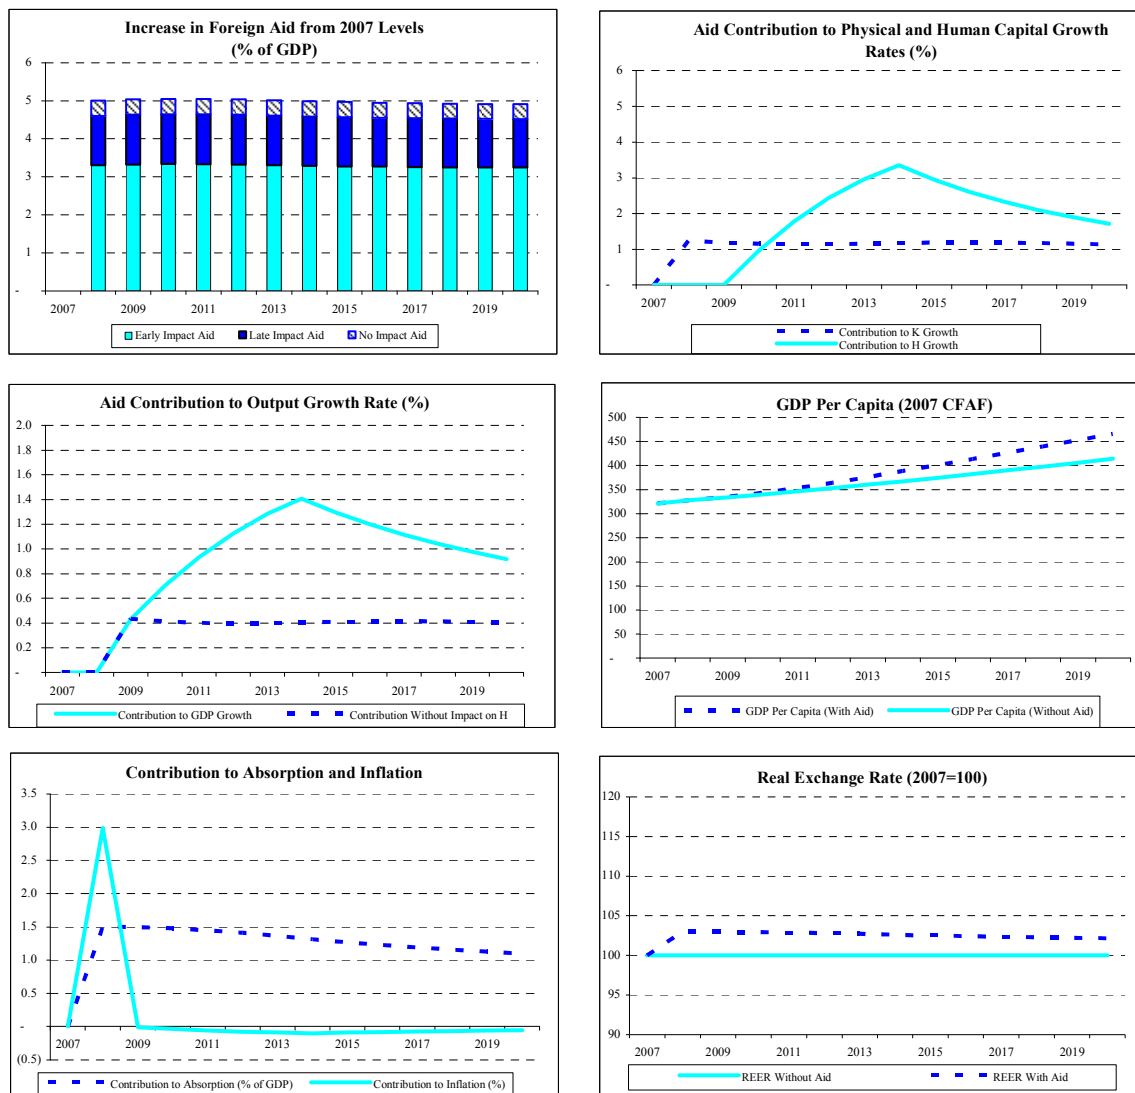 Increase in Foreign Aid from 2007 Levels
(% of GDP)
6
5
4
3
2
1
-
2007 2009 2011 2013 2015 2017 2019
Early Impact Aid Late Impact Aid No Impact Aid
Aid Contribution to Physical and Human Capital Growth
Rates (%)
6
5
4
3
2
1
-
2007 2009 2011 2013 2015 2017 2019
Contribution to K Growth
Contribution to H Growth
Aid Contribution to Output Growth Rate (%)
2.0
1.8
1.6
1.4
1.2
1.0
0.8
0.6
0.4
0.2
-
2007 2009 2011 2013 2015 2017 2019
Contribution to GDP Growth Contribution Without Impact on H
GDP Per Capita (2007 CFAF)
500
450
400
350
300
250
200
150
100
50
-
2007 2009 2011 2013 2015 2017 2019
GDP Per Capita (With Aid) GDP Per Capita (Without Aid)
Contribution to Absorption and Inflation
3.5
3.0
2.5
2.0
1.5
1.0
0.5
-
(0.5)
2007 2009 2011 2013 2015 2017 2019
Contribution to Absorption (% of GDP) Contribution to Inflation (%)
Real Exchange Rate (2007=100)
120
115
110
105
100
95
90
2007 2009 2011 2013 2015 2017 2019
REER Without Aid REER With Aid